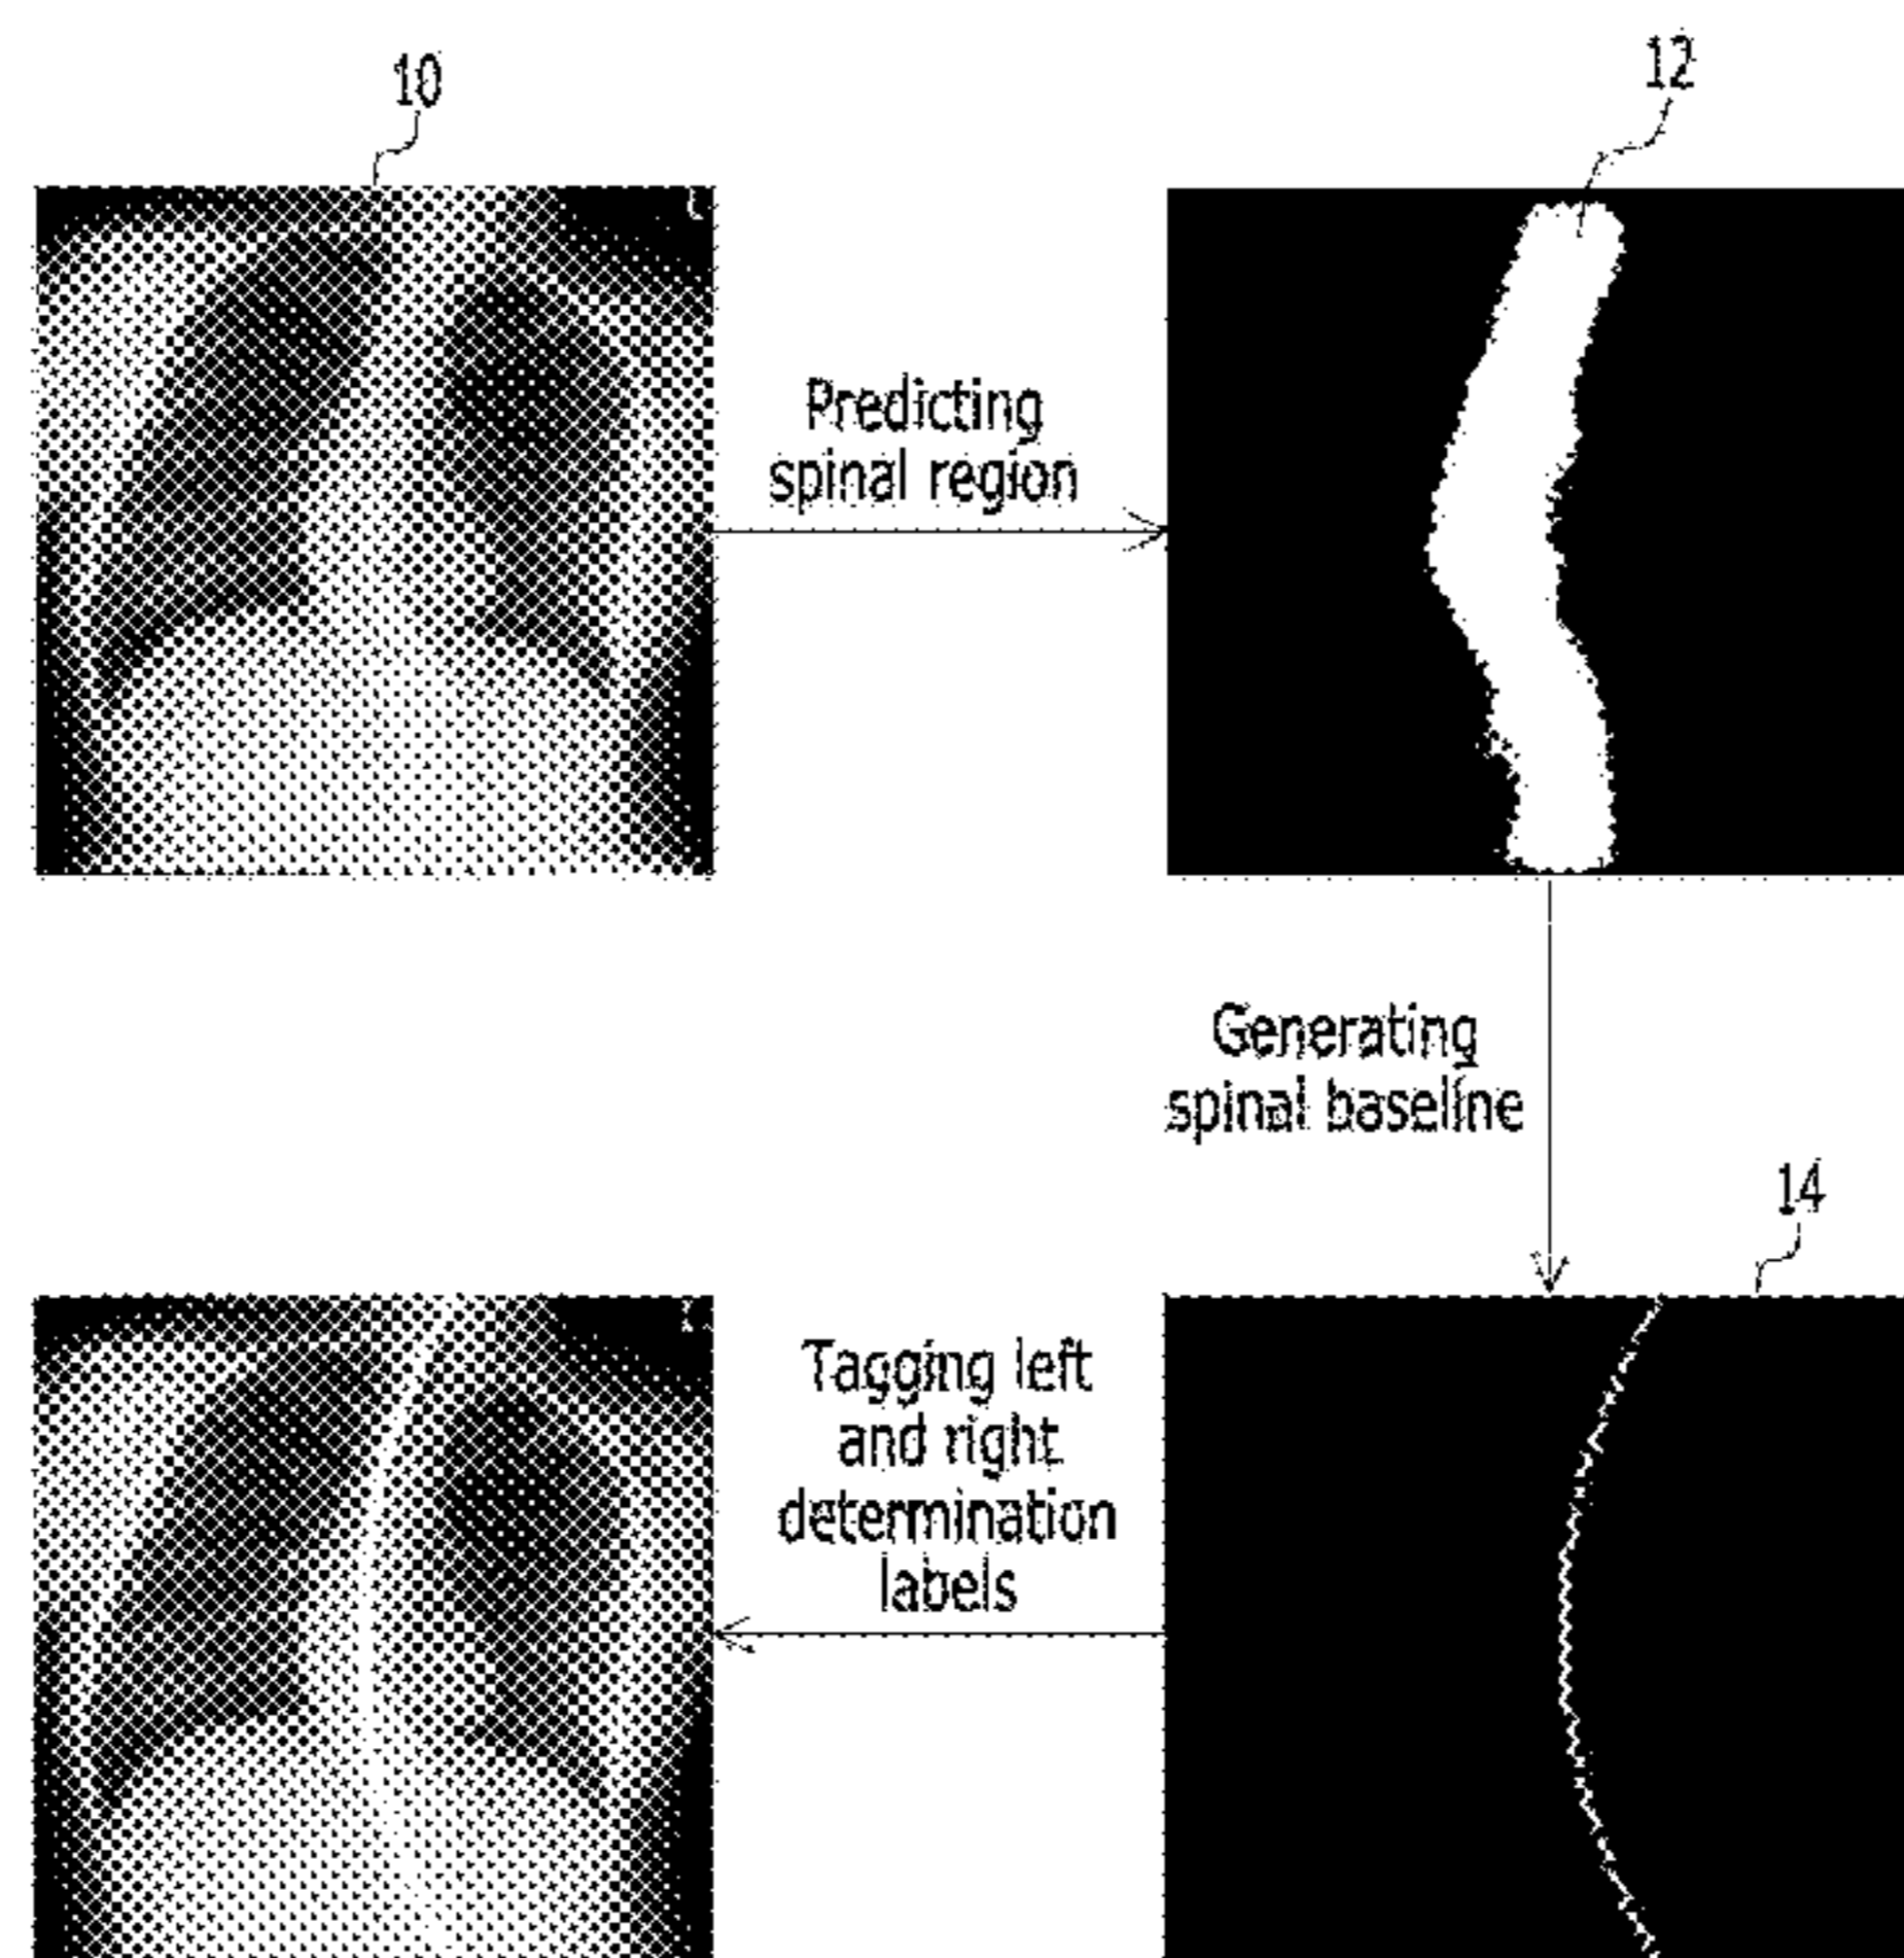 10
12
Predicting
spinal region
Generating
spinal baseline
14
Tagging left
and right
determination
labels